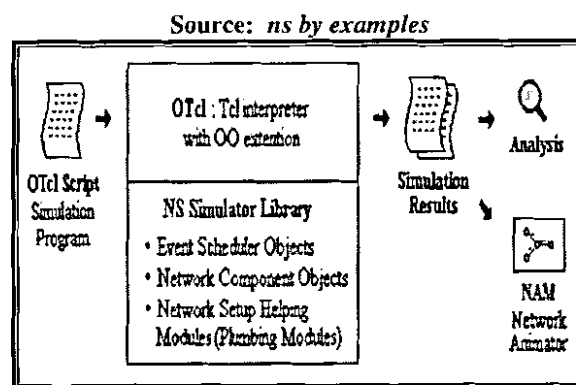 Source: ns by examples
OTcl Script
Simulation
Program
OTcl : Tcl interpreter
with OO extention
NS Simulator Library
• Event Scheduler Objects
• Network Component Objects
• Network Setup Helping
Modules (Plumbing Modules)
Simulation
Results
Analysis
NAM
Network
Animator